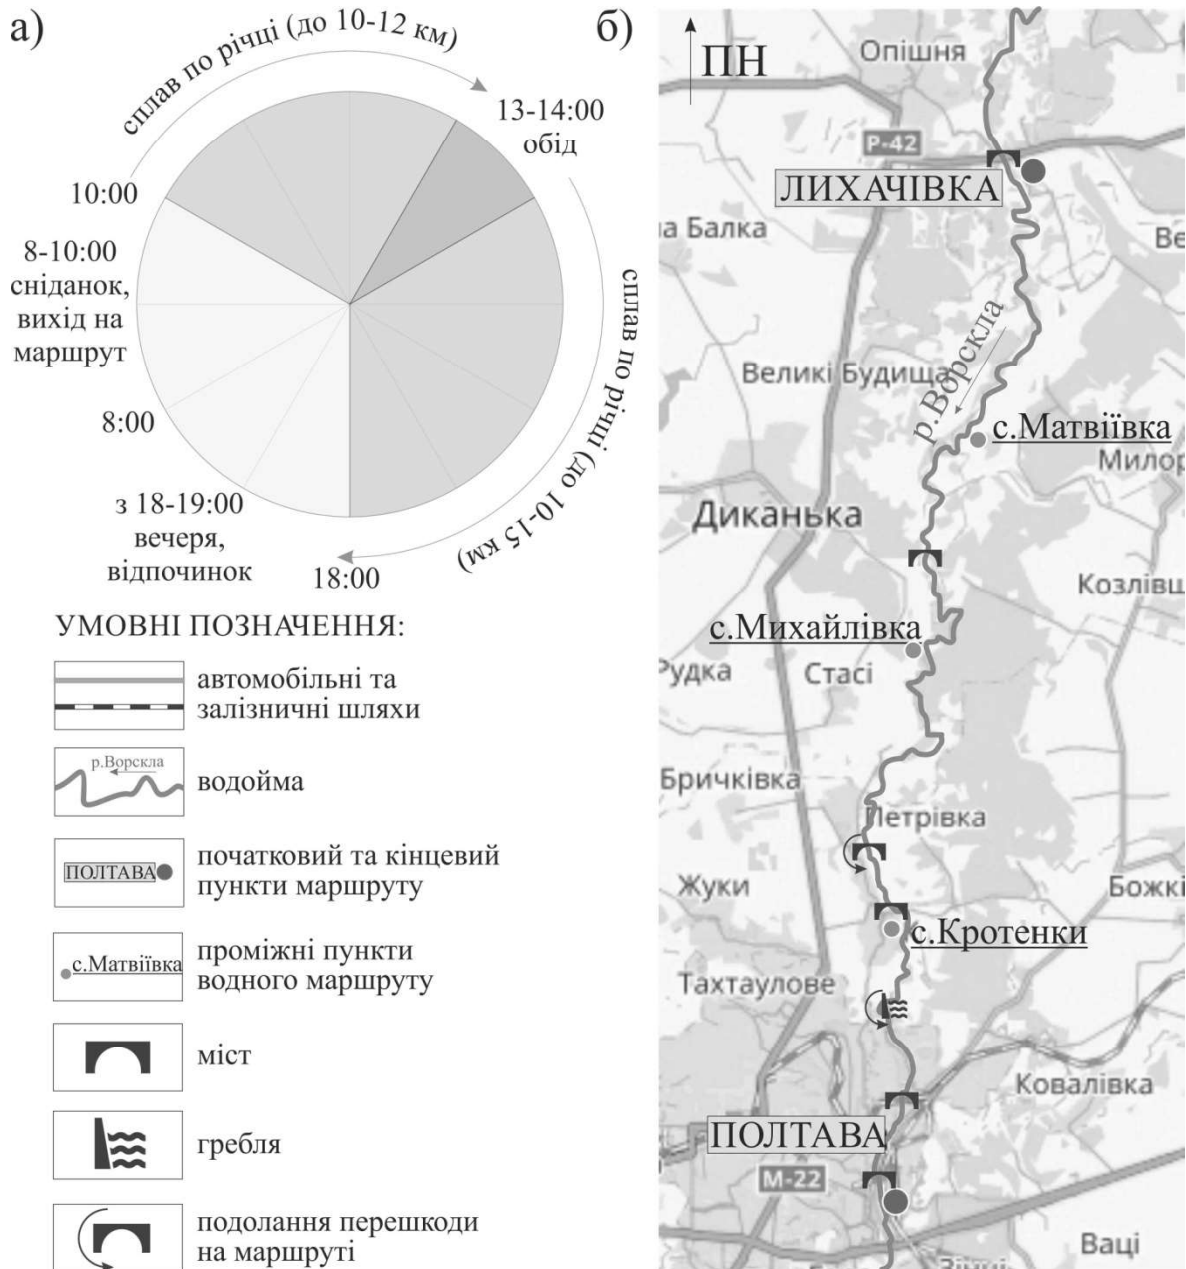 а)
сплав по річці (до 10-12 км)
13-14:00
обід
10:00
8-10:00
сніданок,
вихід на
маршрут
8:00
з 18-19:00
вечеря,
відпочинок
18:00
сплав по річці (до 10-15 км)
УМОВНІ ПОЗНАЧЕННЯ:
автомобільні та
залізничні шляхи
р.Ворскла
водойма
ПОЛТАВА
початковий та кінцевий
пункти маршруту
с.Матвіївка
проміжні пункти
водного маршруту
міст
гребля
подолання перешкоди
на маршруті
б)
ПН
Опішня
Р-42
ЛИХАЧІВКА
а Балка
Ве
р.Ворскла
Великі Будища
с.Матвіївка
Милор
Диканька
Козлівщ
с.Михайлівка
Рудка
Стасі
Бричківка
Петрівка
Жуки
Божкі
с.Кротенки
Тахтаулове
Ковалівка
ПОЛТАВА
М-22
Ваці